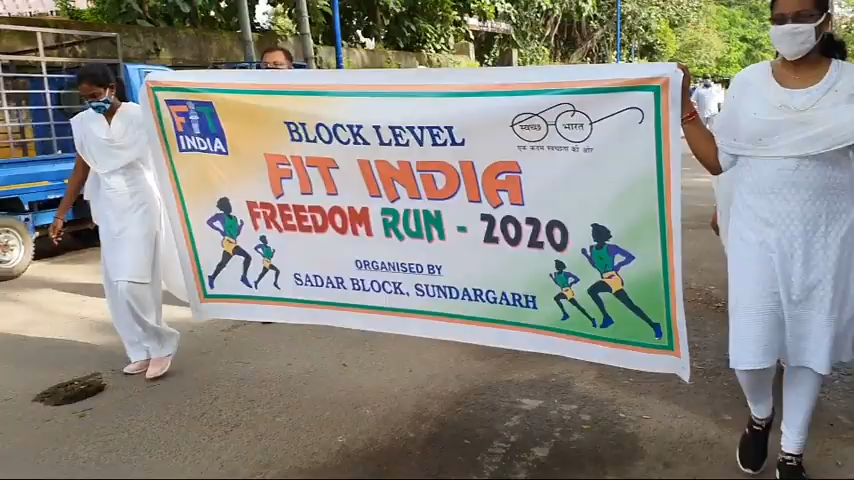 FIT
INDIA
BLOCK LEVEL
स्वच्छ भारत
एक कदम स्वच्छता की ओर
FIT INDIA
FREEDOM RUN - 2020
ORGANISED BY
SADAR BLOCK, SUNDARGARH